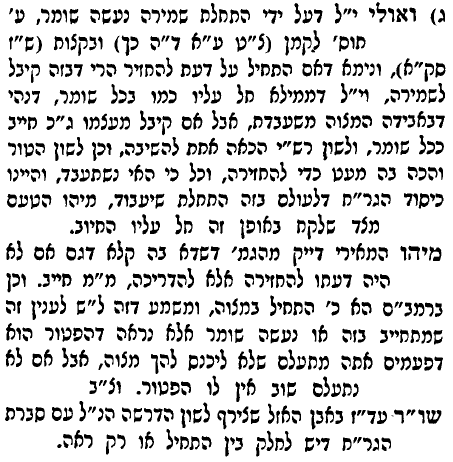 ג) ואולי י"ל דעל ידי התחלת שמירה נעשה שומר, ע'
תוס' לקמן (צ"ט ע"א ד"ה כך) ובקצות (ש"ז
סק"א), ונימא דאם התחיל על דעת להחזיר הרי דבזה קיבל
לשמירה, וי"ל דממילא חל עליו כמו בכל שומר, דנהי
דבאבידה המצוה משעבדת, אבל אם קיבל מעצמו ג"כ חייב
ככל שומר, ולשון רש"י הכאה אחת להשיבה, וכן לשון הטור
והכה בה מעט כדי להחזירה, וכל כי האי נשתעבד, והיינו
כיסוד הגר"ח דלעולם בזה התחלת שיעבוד, מיהו הטעם
מצד שלקח באופן זה חל עליו החיוב.
מיהו המאירי דייק מהגמ' דשדא בה קלא דגם אם לא
היה דעתו להחזירה אלא להדריכה, מ"מ חייב. וכן
ברמב"ם הא כ' התחיל במצוה, ומשמע דזה ל"ש לענין זה
שמתחייב בזה או נעשה שומר אלא נראה דהפטור הוא
דפעמים אתה מתעלם שלא ליכנס להך מצוה, אבל אם לא
נתעלם שוב אין לו הפטור. וצ"ב
שו"ר עד"ז באבן האזל שצירף לשון הדרשה הנ"ל עם סברת
הגר"ח דיש לחלק בין התחיל או רק ראה.